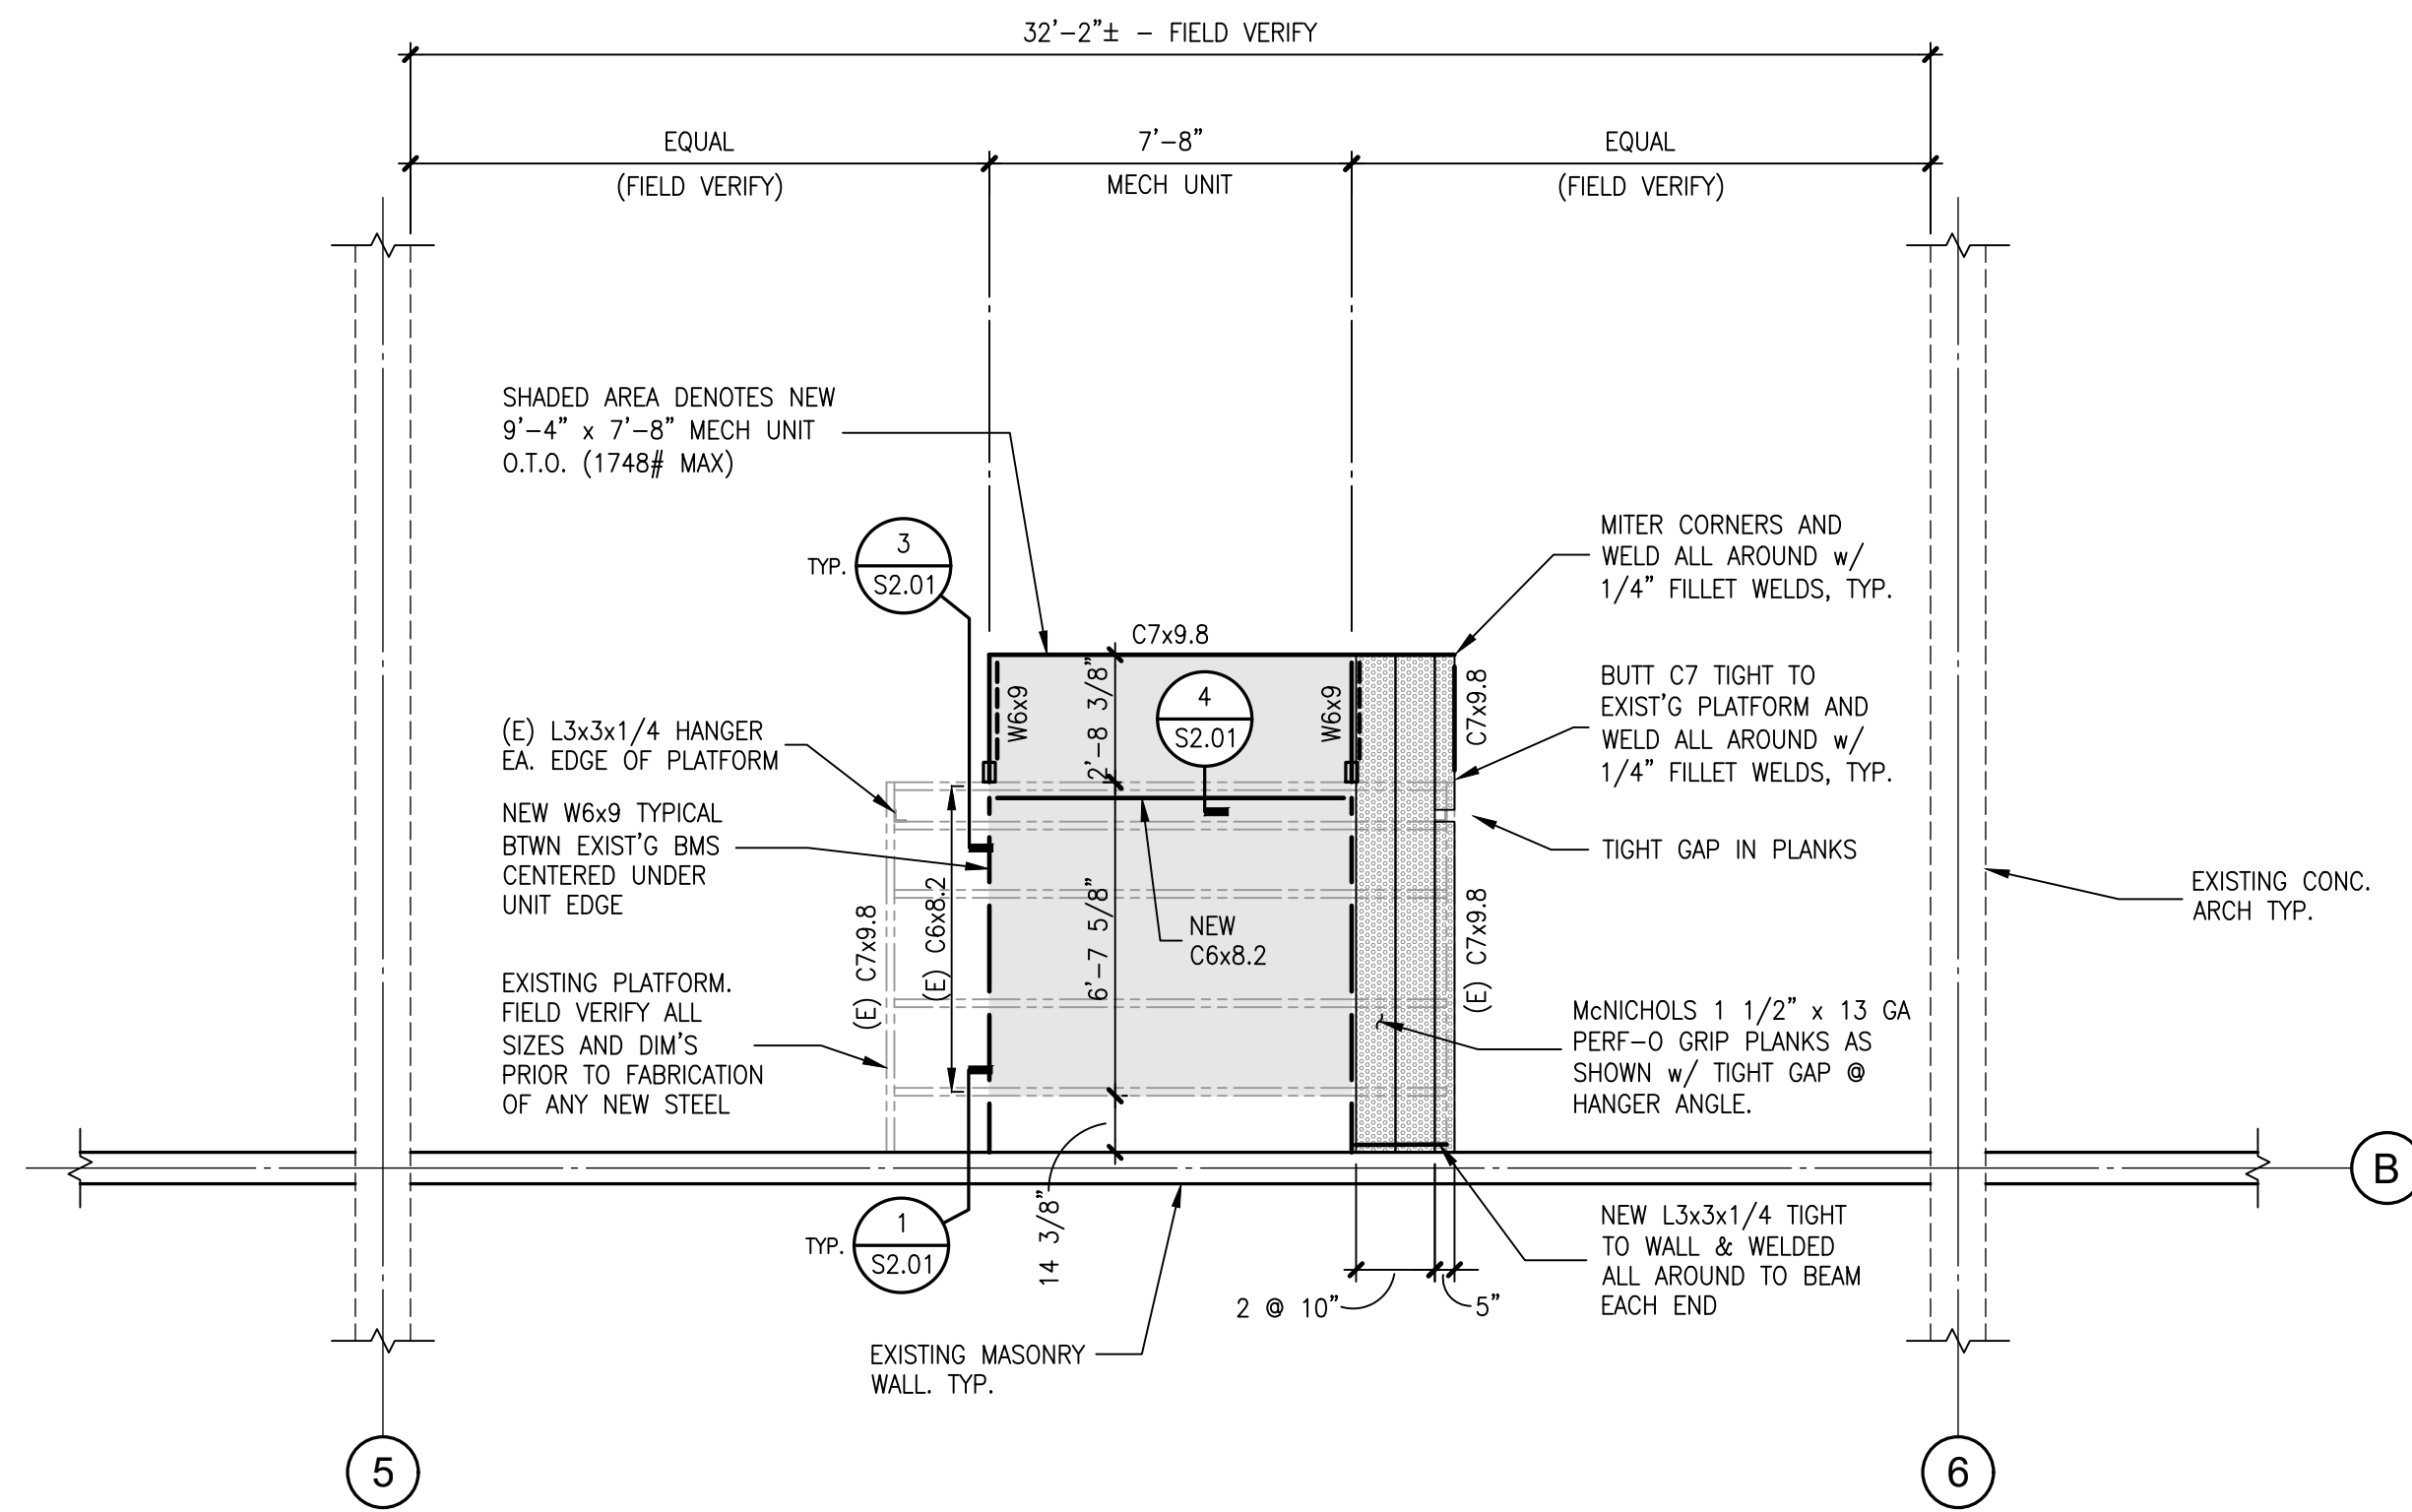 32'-2"± - FIELD VERIFY
EQUAL
(FIELD VERIFY)
7'-8"
MECH UNIT
EQUAL
(FIELD VERIFY)
SHADED AREA DENOTES NEW
9'-4" x 7'-8" MECH UNIT
O.T.O. (1748# MAX)
TYP.
3
S2.01
C7x9.8
W6x9
2'-8 3/8"
4
S2.01
W6x9
C7x9.8
MITER CORNERS AND
WELD ALL AROUND w/
1/4" FILLET WELDS, TYP.
BUTT C7 TIGHT TO
EXIST'G PLATFORM AND
WELD ALL AROUND w/
1/4" FILLET WELDS, TYP.
TIGHT GAP IN PLANKS
(E) L3x3x1/4 HANGER
EA. EDGE OF PLATFORM
NEW W6x9 TYPICAL
BTWN EXIST'G BMS
CENTERED UNDER
UNIT EDGE
EXISTING PLATFORM.
FIELD VERIFY ALL
SIZES AND DIM'S
PRIOR TO FABRICATION
OF ANY NEW STEEL
(E) C7x9.8
(E) C6x8.2
6'-7 5/8"
NEW
C6x8.2
(E) C7x9.8
EXISTING CONC.
ARCH TYP.
McNICHOLS 1 1/2" x 13 GA
PERF-O GRIP PLANKS AS
SHOWN w/ TIGHT GAP @
HANGER ANGLE.
B
TYP.
1
S2.01
14 3/8"
2 @ 10"
5"
NEW L3x3x1/4 TIGHT
TO WALL & WELDED
ALL AROUND TO BEAM
EACH END
EXISTING MASONRY
WALL. TYP.
5
6